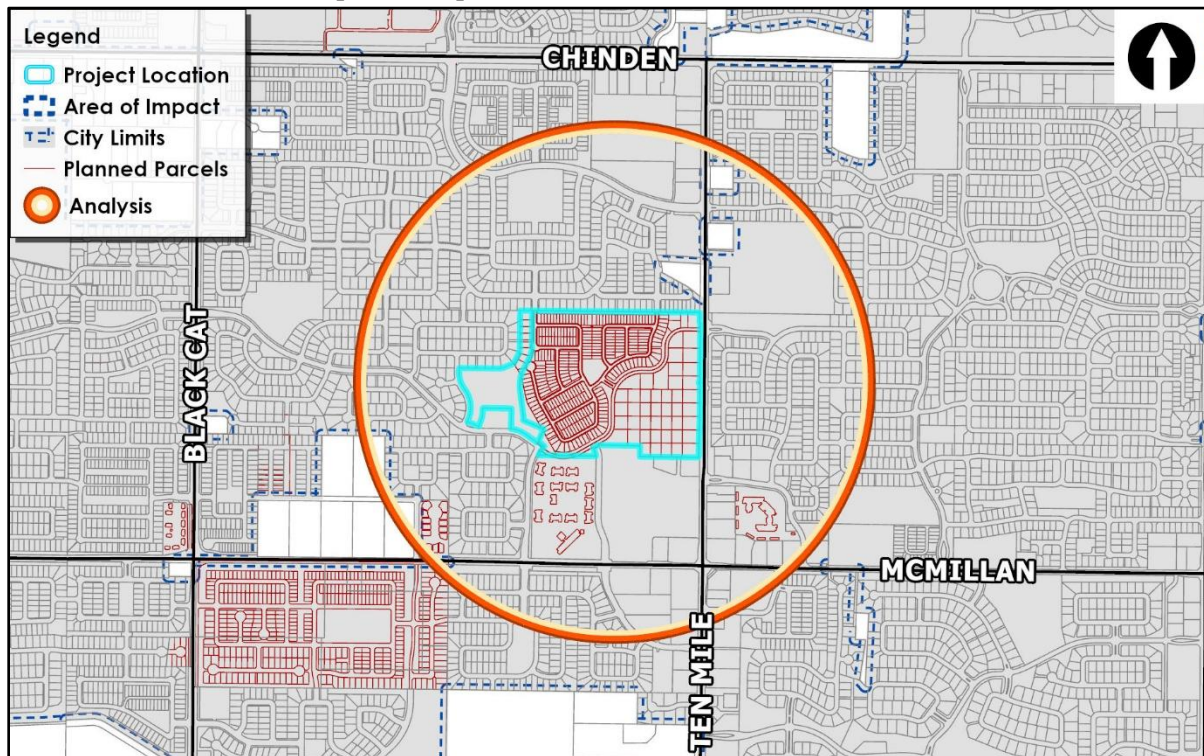 Legend
Project Location
Area of Impact
City Limits
Planned Parcels
Analysis
CHINDEN
BLACK CAT
MCMILLAN
TEN MILE